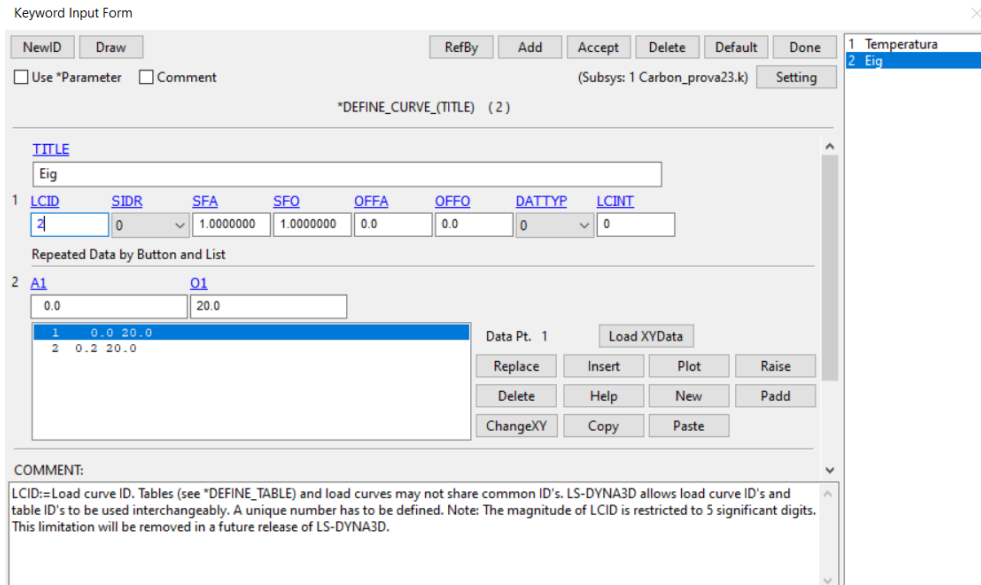 Keyword Input Form
NewID Draw RefBy Add Accept Delete Default Done
Use *Parameter Comment (Subsys: 1 Carbon_prova23.k) Setting
*DEFINE_CURVE_(TITLE) (2)
TITLE
Eig
1 LCID SIDR SFA SFO OFFA OFFO DATTYP LCINT
2 0 1.0000000 1.0000000 0.0 0.0 0 0
Repeated Data by Button and List
2 A1 O1
0.0 20.0
1 0.0 20.0
2 0.2 20.0
Data Pt. 1 Load XYData
Replace Insert Plot Raise
Delete Help New Padd
ChangeXY Copy Paste
COMMENT:
LCID:=Load curve ID. Tables (see *DEFINE_TABLE) and load curves may not share common ID's. LS-DYNA3D allows load curve ID's and
table ID's to be used interchangeably. A unique number has to be defined. Note: The magnitude of LCID is restricted to 5 significant digits.
This limitation will be removed in a future release of LS-DYNA3D.
1 Temperatura
2 Eig